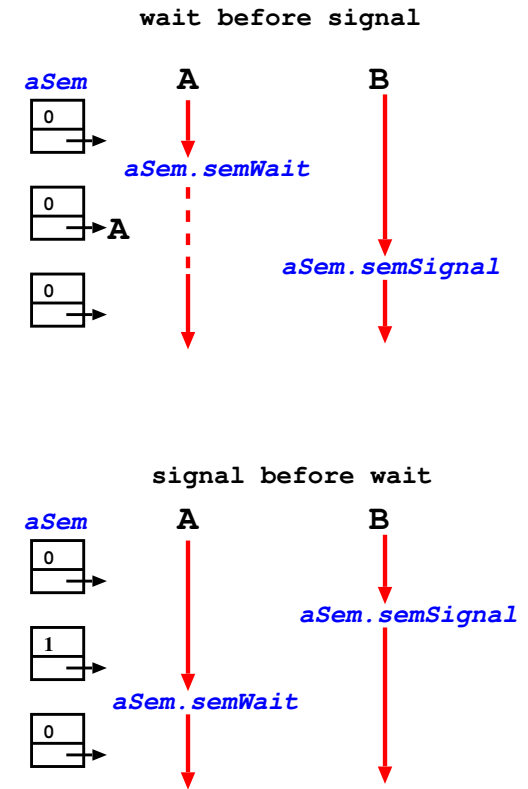 wait before signal
aSem A B
0
aSem.semWait
0
A
aSem.semSignal
0
signal before wait
aSem A B
0
aSem.semSignal
1
aSem.semWait
0